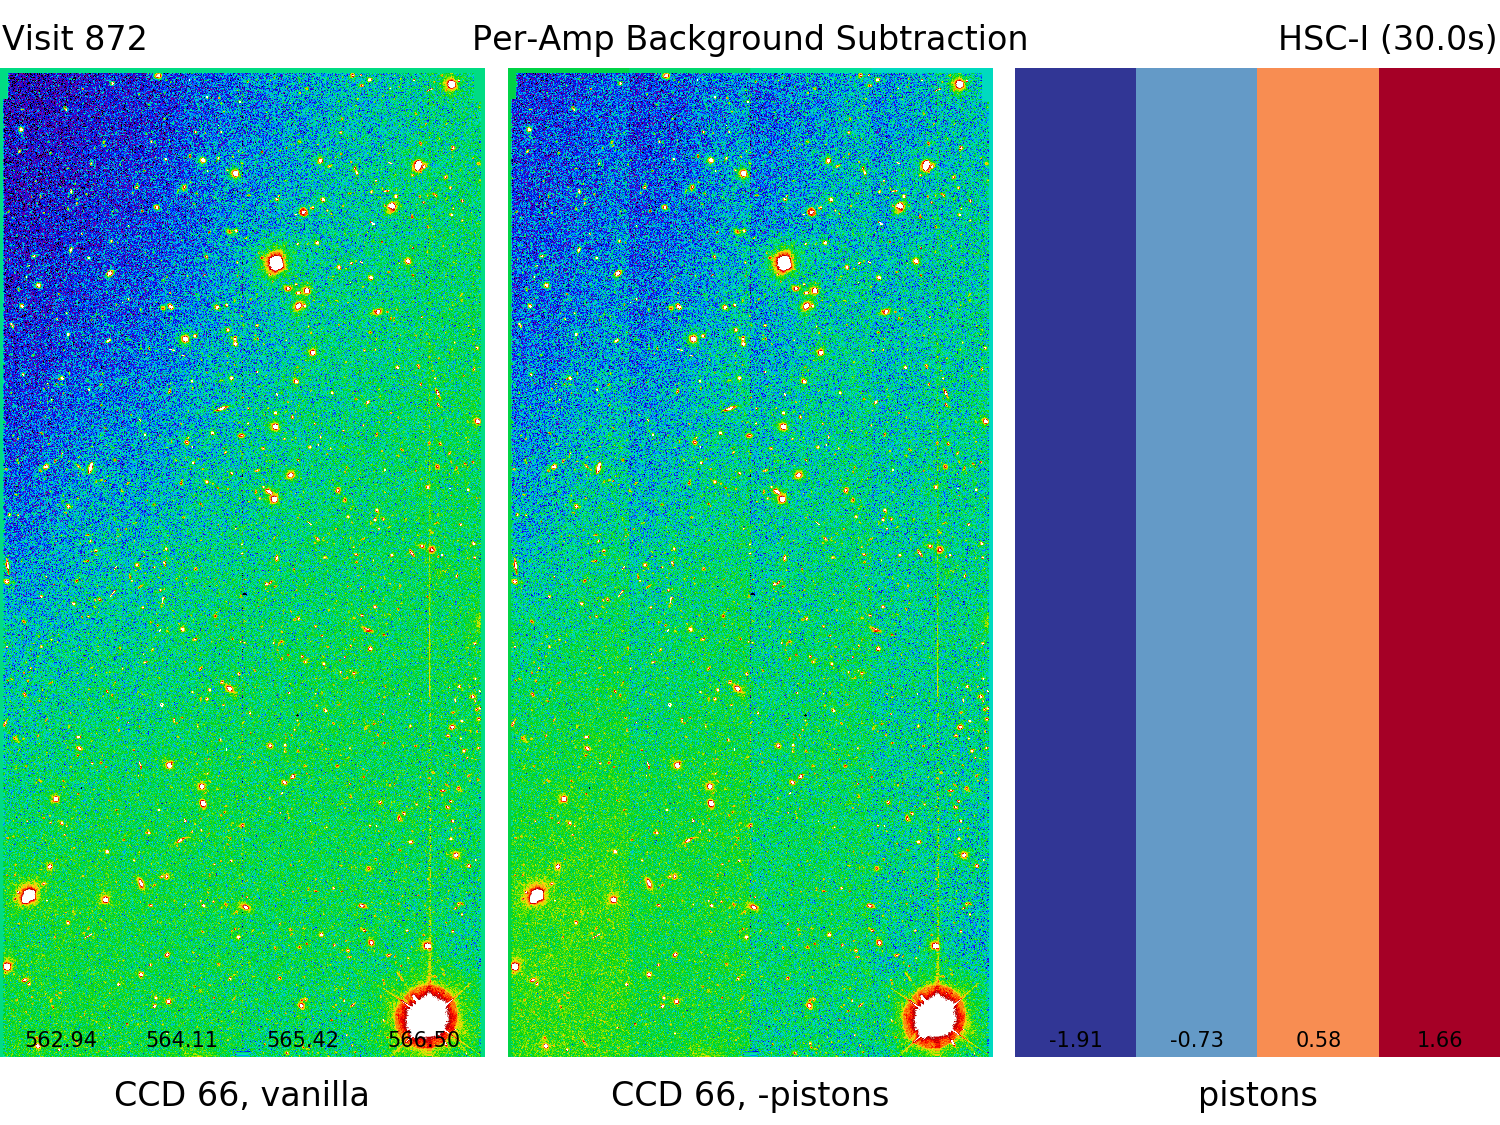 Visit 872 Per-Amp Background Subtraction HSC-I (30.0s)
562.94 564.11 565.42 566.50 -1.91 -0.73 0.58 1.66
CCD 66, vanilla CCD 66, -pistons pistons